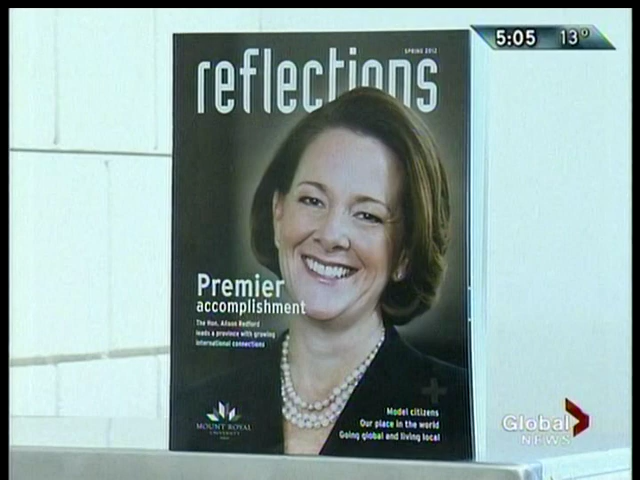 5:05 13°
SPRING 2012
reflections
Premier
accomplishment
The Hon. Alison Redford
leads a province with growing
international connections
Model citizens
Our place in the world
Going global and living local
MOUNT ROYAL
UNIVERSITY
Global
NEWS